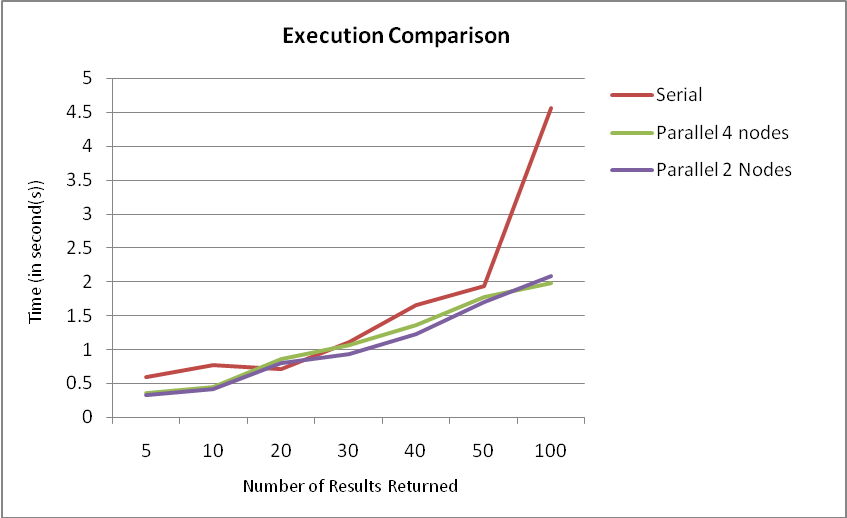 Execution Comparison
5
4.5
4
3.5
3
2.5
2
1.5
1
0.5
0
Time (in second(s))
5 10 20 30 40 50 100
Number of Results Returned
Serial
Parallel 4 nodes
Parallel 2 Nodes